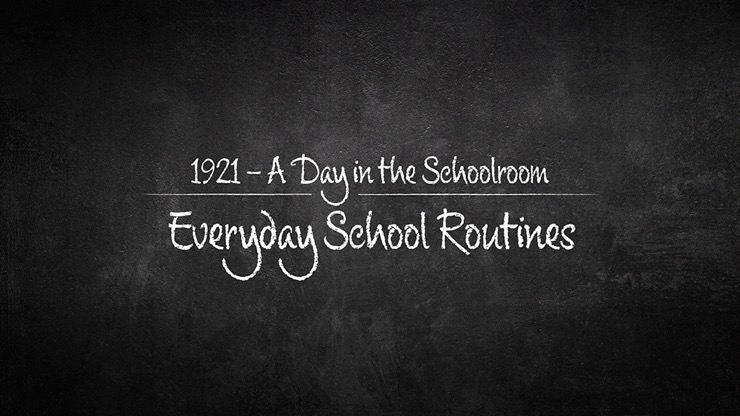 1921 – A Day in the Schoolroom
Everyday School Routines